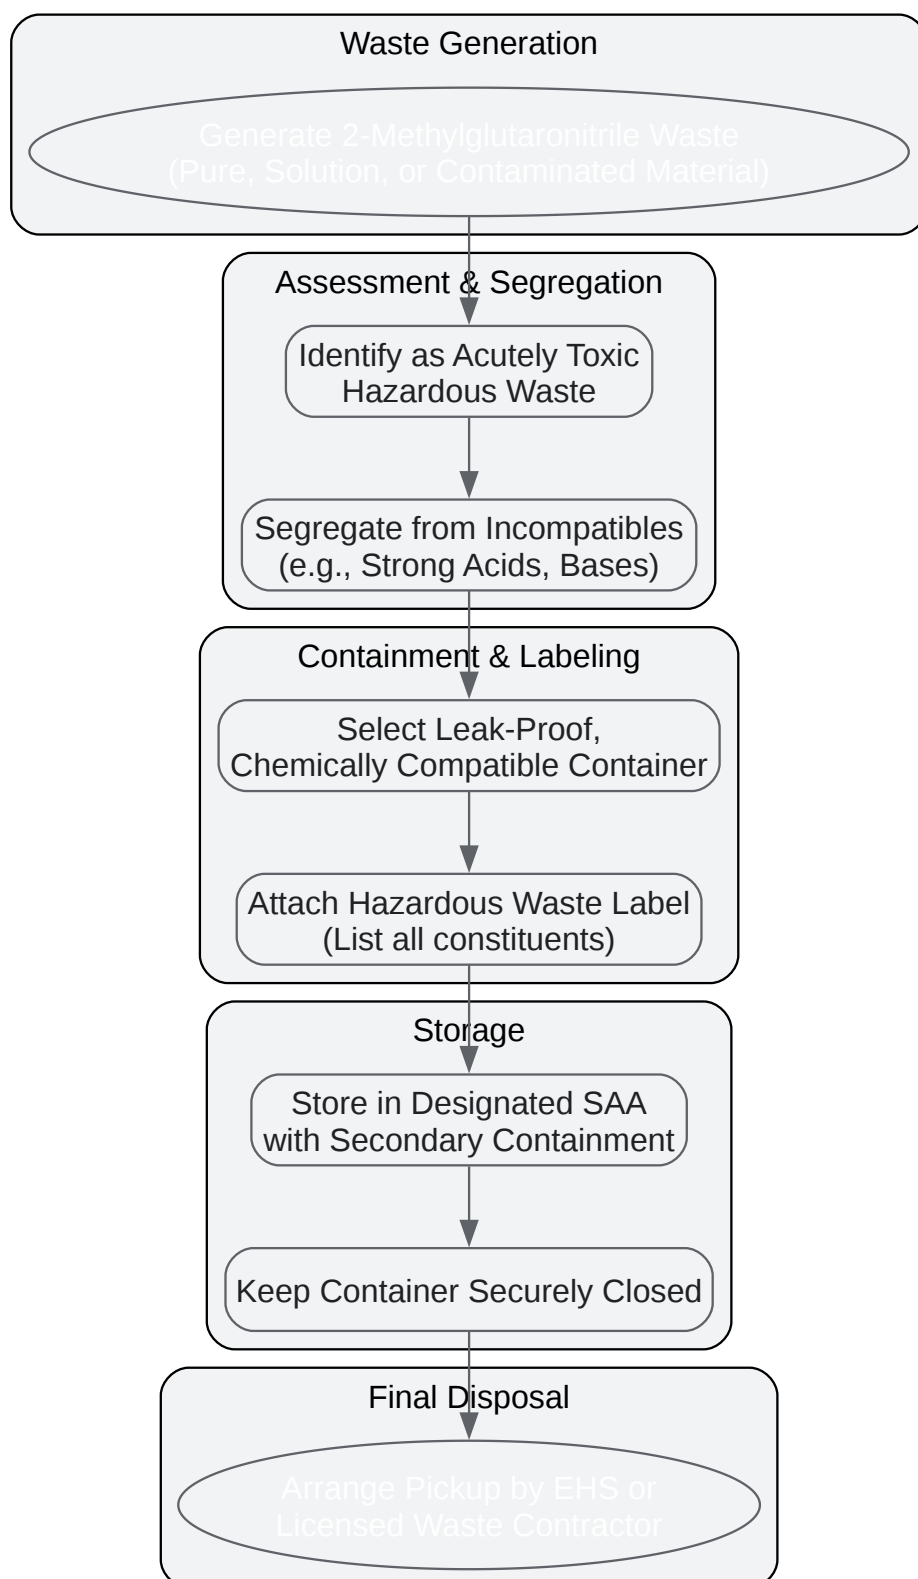 Waste Generation
Generate 2-Methylglutaronitrile Waste
(Pure, Solution, or Contaminated Material)
Assessment & Segregation
Identify as Acutely Toxic
Hazardous Waste
Segregate from Incompatibles
(e.g., Strong Acids, Bases)
Containment & Labeling
Select Leak-Proof,
Chemically Compatible Container
Attach Hazardous Waste Label
(List all constituents)
Storage
Store in Designated SAA
with Secondary Containment
Keep Container Securely Closed
Final Disposal
Arrange Pickup by EHS or
Licensed Waste Contractor